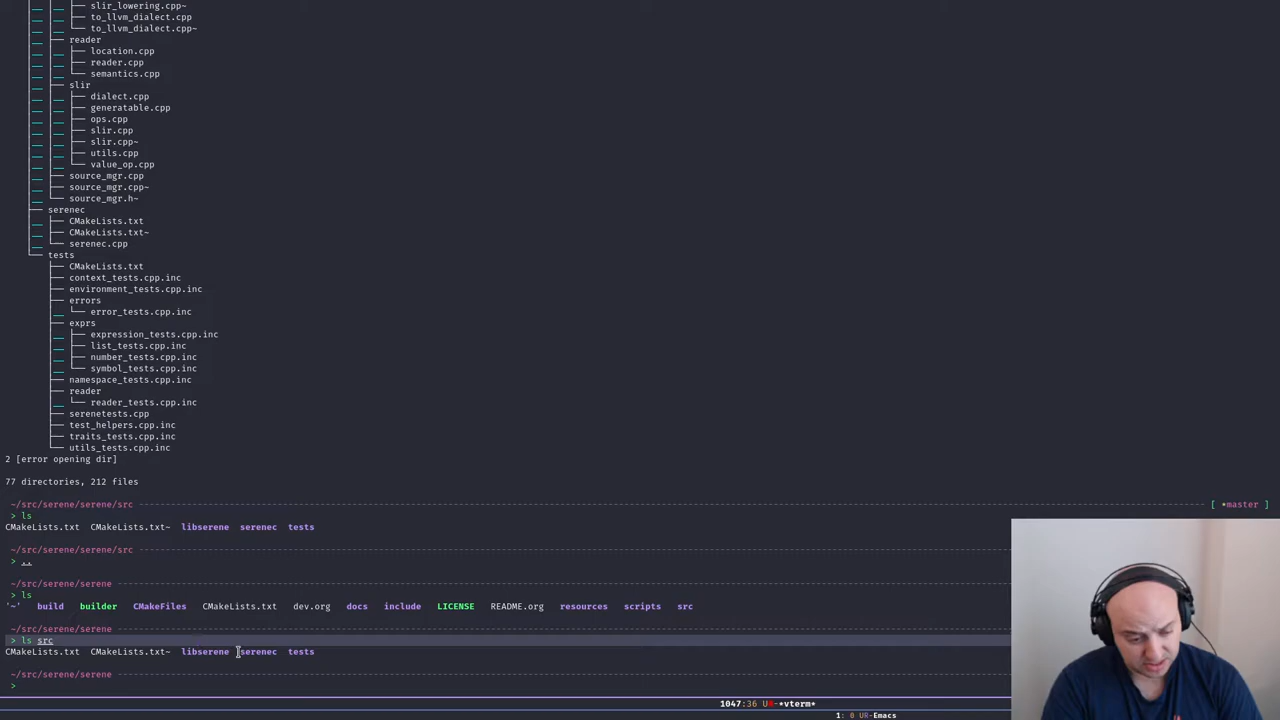 ├── slir_lowering.cpp~
├── to_llvm_dialect.cpp
└── to_llvm_dialect.cpp~
├── reader
├── location.cpp
├── reader.cpp
└── semantics.cpp
├── slir
├── dialect.cpp
├── generatable.cpp
├── ops.cpp
├── slir.cpp
├── slir.cpp~
├── utils.cpp
└── value_op.cpp
├── source_mgr.cpp
├── source_mgr.cpp~
└── source_mgr.h~
├── serenec
├── CMakeLists.txt
├── CMakeLists.txt~
└── serenec.cpp
└── tests
├── CMakeLists.txt
├── context_tests.cpp.inc
├── environment_tests.cpp.inc
├── errors
└── error_tests.cpp.inc
├── exprs
├── expression_tests.cpp.inc
├── list_tests.cpp.inc
├── number_tests.cpp.inc
└── symbol_tests.cpp.inc
├── namespace_tests.cpp.inc
├── reader
└── reader_tests.cpp.inc
├── serenetests.cpp
├── test_helpers.cpp.inc
├── traits_tests.cpp.inc
└── utils_tests.cpp.inc
2 [error opening dir]
77 directories, 212 files
~/src/serene/serene/src [ •master ]
> ls
CMakeLists.txt CMakeLists.txt~ libserene serenec tests
~/src/serene/serene/src
> ..
~/src/serene/serene
> ls
'~' build builder CMakeFiles CMakeLists.txt dev.org docs include LICENSE README.org resources scripts src
~/src/serene/serene
> ls src
CMakeLists.txt CMakeLists.txt~ libserene serenec tests
~/src/serene/serene
>
1047:36 U -*vterm*
1: 0 UR-Emacs